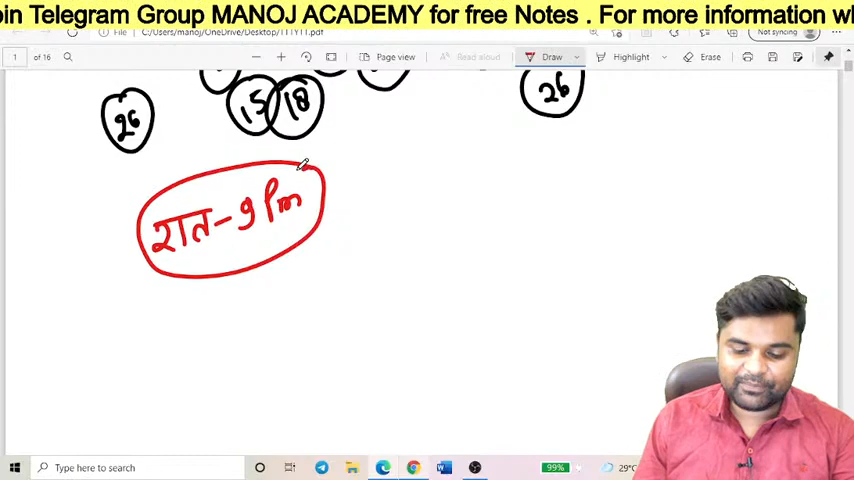 oin Telegram Group MANOJ ACADEMY for free Notes . For more information wh
File C:/Users/manoj/OneDrive/Desktop/1111Y11.pdf Not syncing
1 of 16 Page view Read aloud Draw Highlight Erase
26 15 18 26
रात - 9 Pm
Type here to search 99% 29°